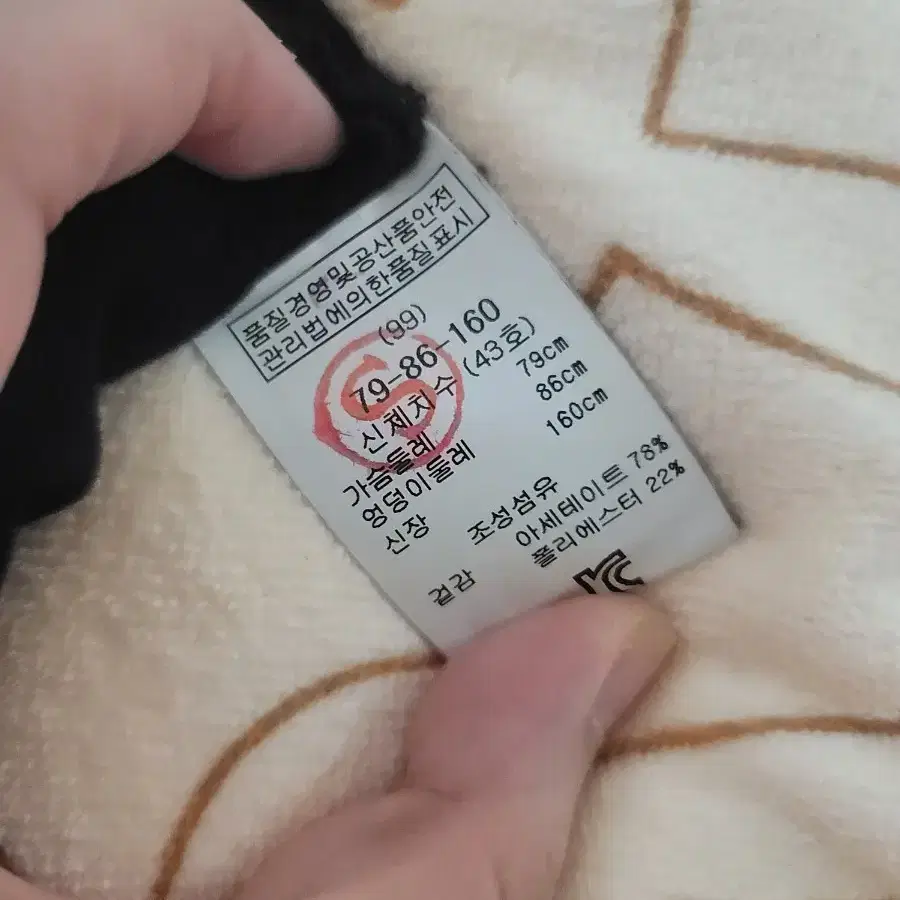 품질경영및공산품안전
관리법에의한품질표시
(99)
79-86-160
신체치수 (43호)
가슴둘레 79cm
엉덩이둘레 86cm
신장 160cm
조성섬유
겉감 아세테이트 78%
폴리에스터 22%
S